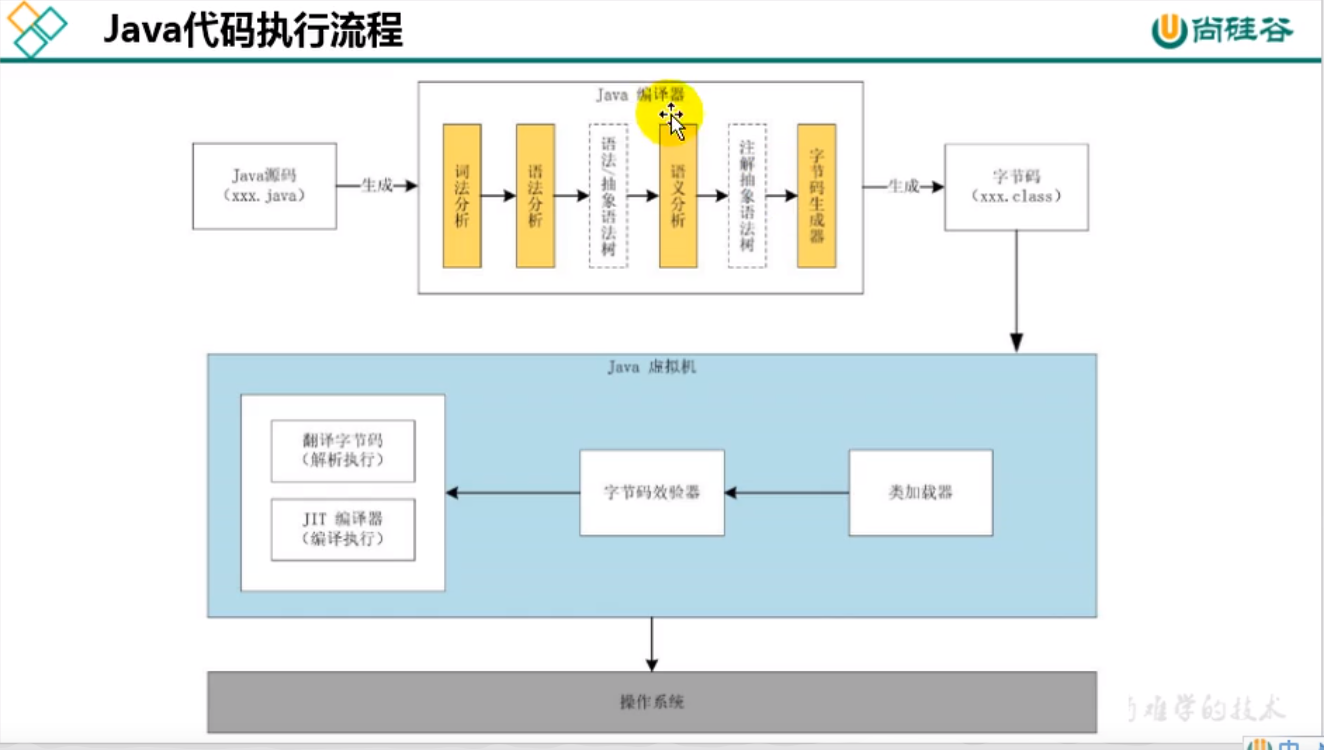 Java代码执行流程
尚硅谷
Java 编译器
Java源码
（xxx.java）
生成
词法分析
语法分析
语法/抽象语法树
语义分析
注解抽象语法树
字节码生成器
生成
字节码
（xxx.class）
Java 虚拟机
翻译字节码
（解析执行）
JIT 编译器
（编译执行）
字节码效验器
类加载器
操作系统
难学的技术
中